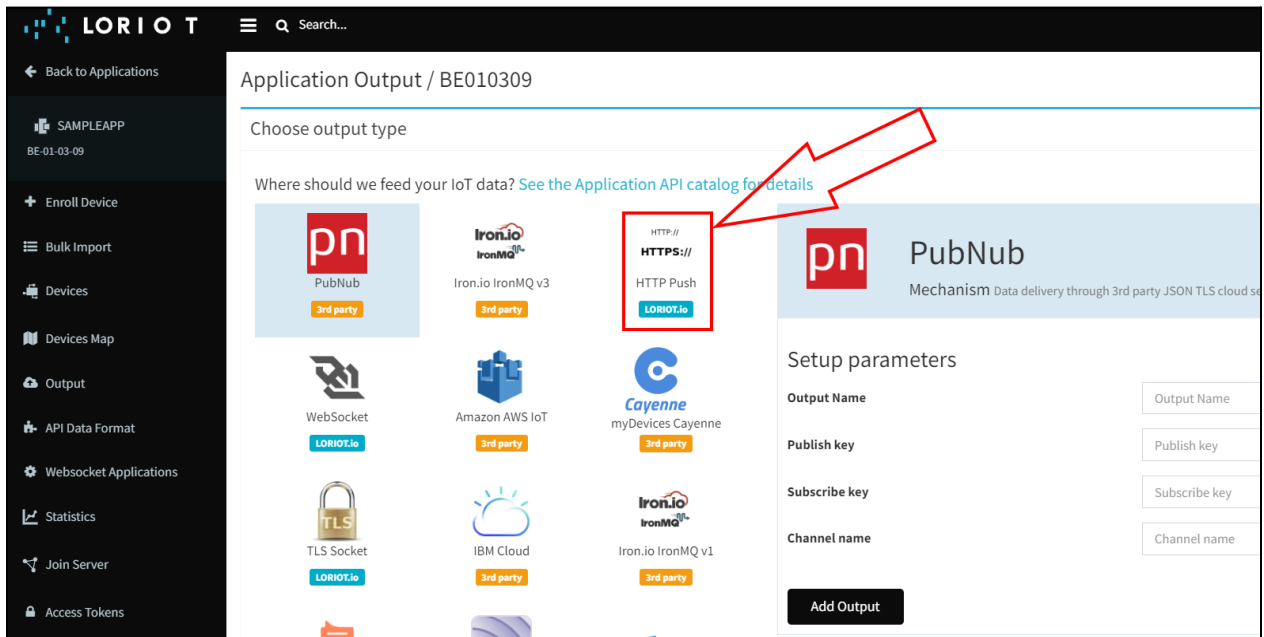 LORIOT
Search...
Back to Applications
SAMPLEAPP
BE-01-03-09
Enroll Device
Bulk Import
Devices
Devices Map
Output
API Data Format
Websocket Applications
Statistics
Join Server
Access Tokens
Application Output / BE010309
Choose output type
Where should we feed your IoT data? See the Application API catalog for details
pn
PubNub
3rd party
Iron.io
IronMQ
Iron.io IronMQ v3
3rd party
HTTP://
HTTPS://
HTTP Push
LORIOT.io
WebSocket
LORIOT.io
Amazon AWS IoT
3rd party
Cayenne
myDevices Cayenne
3rd party
TLS
TLS Socket
LORIOT.io
IBM Cloud
3rd party
Iron.io
IronMQ
Iron.io IronMQ v1
3rd party
pn
PubNub
Mechanism Data delivery through 3rd party JSON TLS cloud se
Setup parameters
Output Name
Output Name
Publish key
Publish key
Subscribe key
Subscribe key
Channel name
Channel name
Add Output